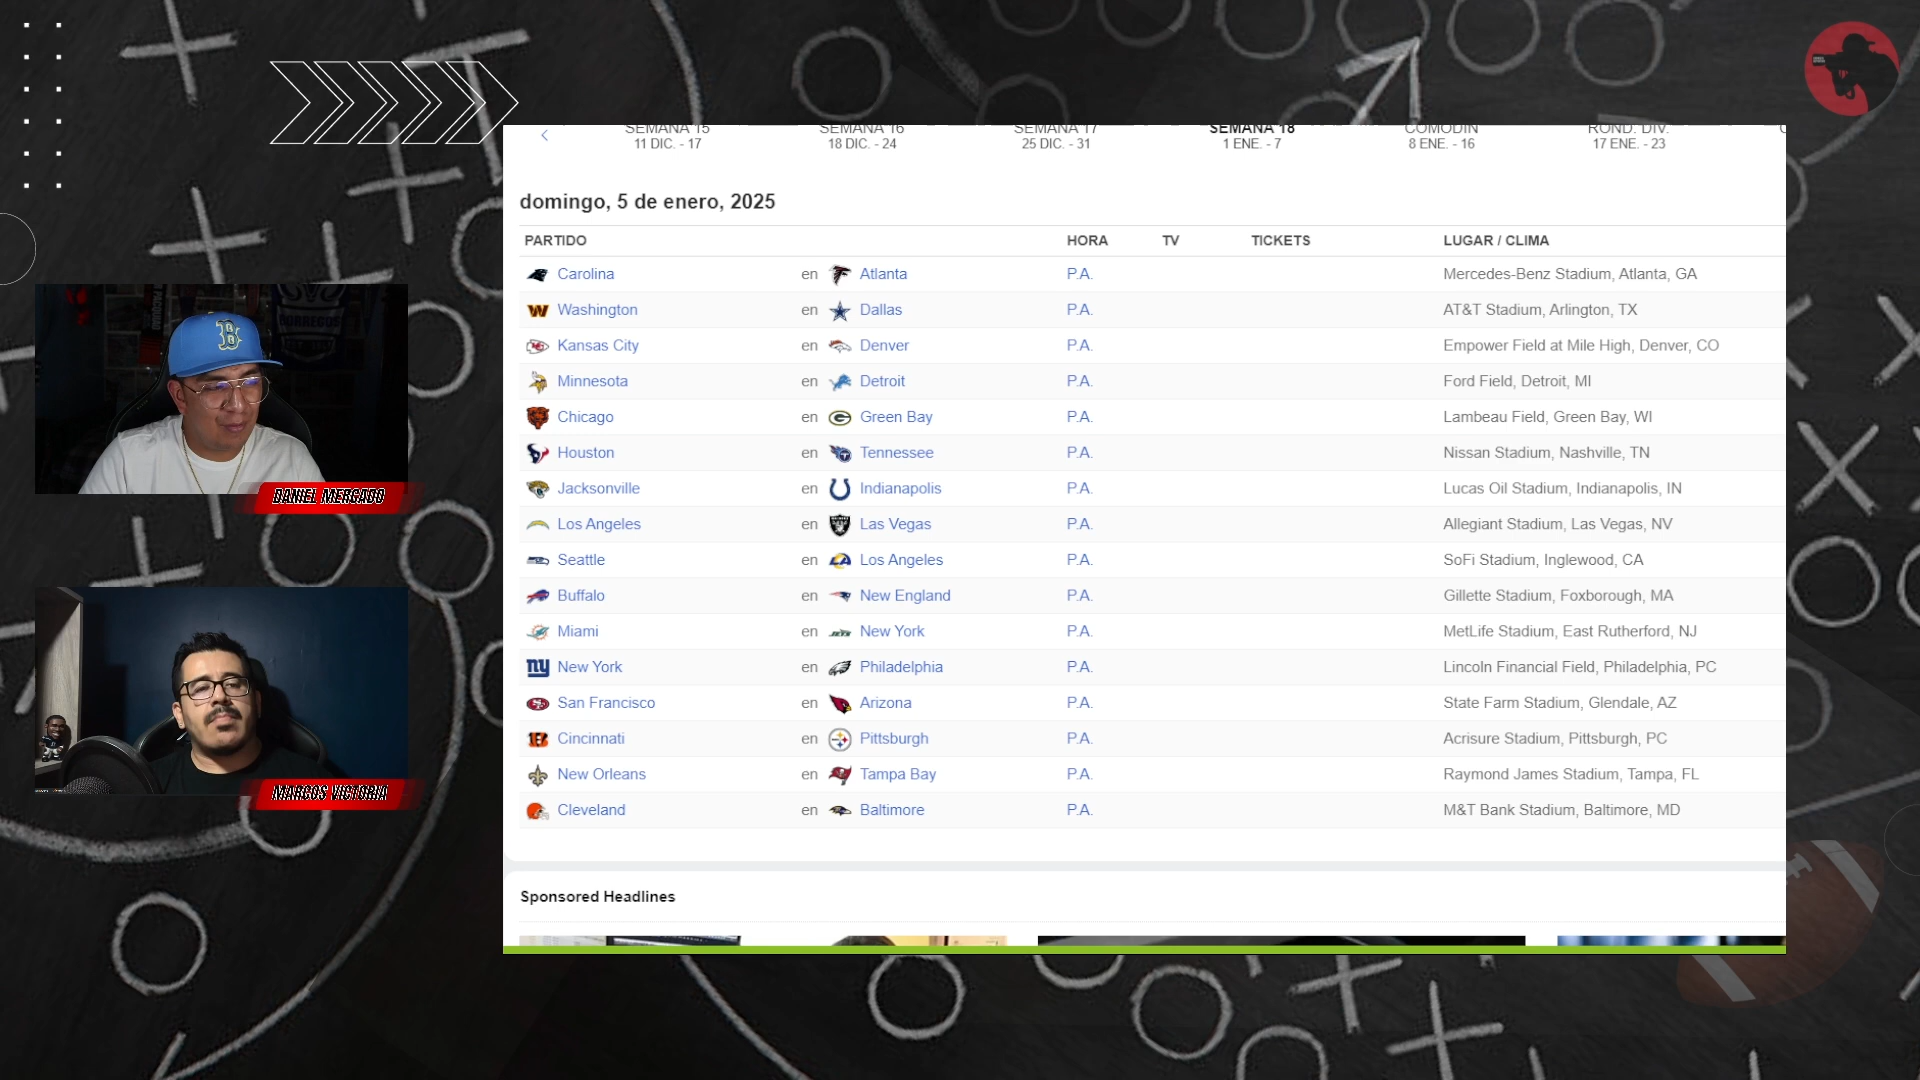 SEMANA 15
SEMANA 16
SEMANA 17
SEMANA 18
COMODÍN
ROND. DIV.
11 DIC. - 17
18 DIC. - 24
25 DIC. - 31
1 ENE. - 7
8 ENE. - 16
17 ENE. - 23
domingo, 5 de enero, 2025
PARTIDO HORA TV TICKETS LUGAR / CLIMA
Carolina en Atlanta P.A. Mercedes-Benz Stadium, Atlanta, GA
Washington en Dallas P.A. AT&T Stadium, Arlington, TX
Kansas City en Denver P.A. Empower Field at Mile High, Denver, CO
Minnesota en Detroit P.A. Ford Field, Detroit, MI
Chicago en Green Bay P.A. Lambeau Field, Green Bay, WI
Houston en Tennessee P.A. Nissan Stadium, Nashville, TN
Jacksonville en Indianapolis P.A. Lucas Oil Stadium, Indianapolis, IN
Los Angeles en Las Vegas P.A. Allegiant Stadium, Las Vegas, NV
Seattle en Los Angeles P.A. SoFi Stadium, Inglewood, CA
Buffalo en New England P.A. Gillette Stadium, Foxborough, MA
Miami en New York P.A. MetLife Stadium, East Rutherford, NJ
New York en Philadelphia P.A. Lincoln Financial Field, Philadelphia, PC
San Francisco en Arizona P.A. State Farm Stadium, Glendale, AZ
Cincinnati en Pittsburgh P.A. Acrisure Stadium, Pittsburgh, PC
New Orleans en Tampa Bay P.A. Raymond James Stadium, Tampa, FL
Cleveland en Baltimore P.A. M&T Bank Stadium, Baltimore, MD
Sponsored Headlines
BORREGOS
B
DANIEL MERCADO
MARCOS VICTORIA